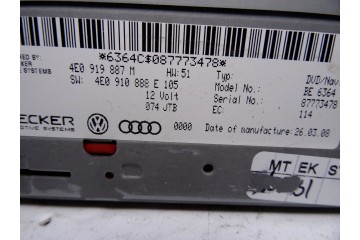 *6364C$087773478*
4E0 919 887 M HW:51 Typ: DVD/Nav
SW: 4E0 910 888 E 105 Model No.: BE 6364
12 Volt Serial No.: 87773478
074 JTB EC: 114
ECKER 0000 Date of manufacture: 26.03.08
MT EK S